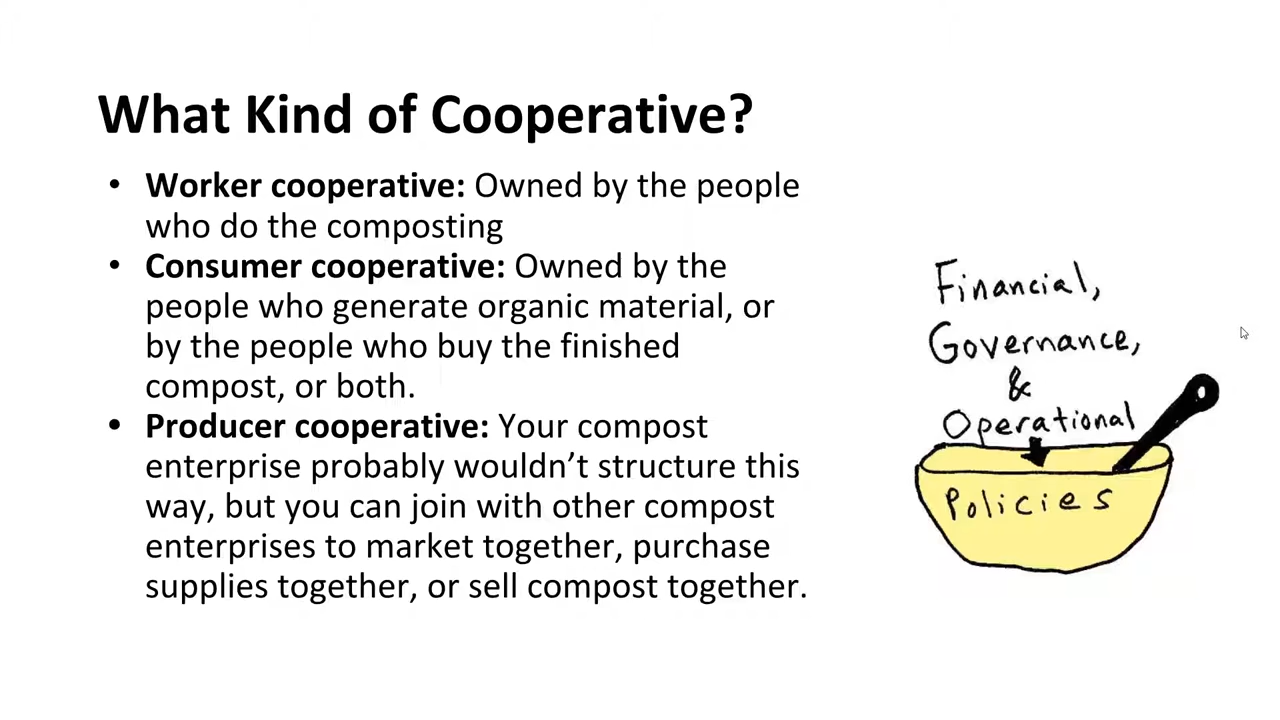 What Kind of Cooperative?
• Worker cooperative: Owned by the people
who do the composting
• Consumer cooperative: Owned by the
people who generate organic material, or
by the people who buy the finished
compost, or both.
• Producer cooperative: Your compost
enterprise probably wouldn’t structure this
way, but you can join with other compost
enterprises to market together, purchase
supplies together, or sell compost together.
Financial,
Governance,
&
Operational
Policies